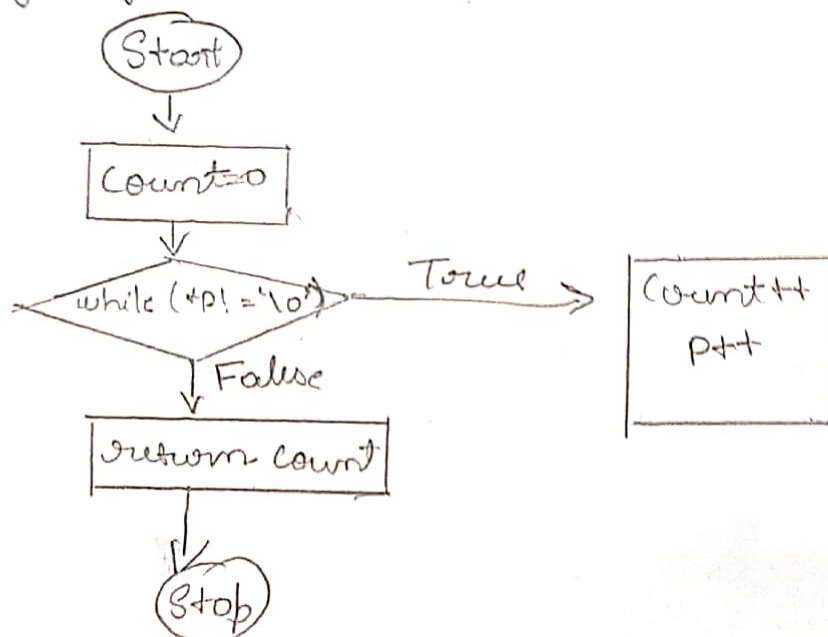 Start
Count=0
while (*p! = '\0')
True
Count++
P++
False
return count
Stop